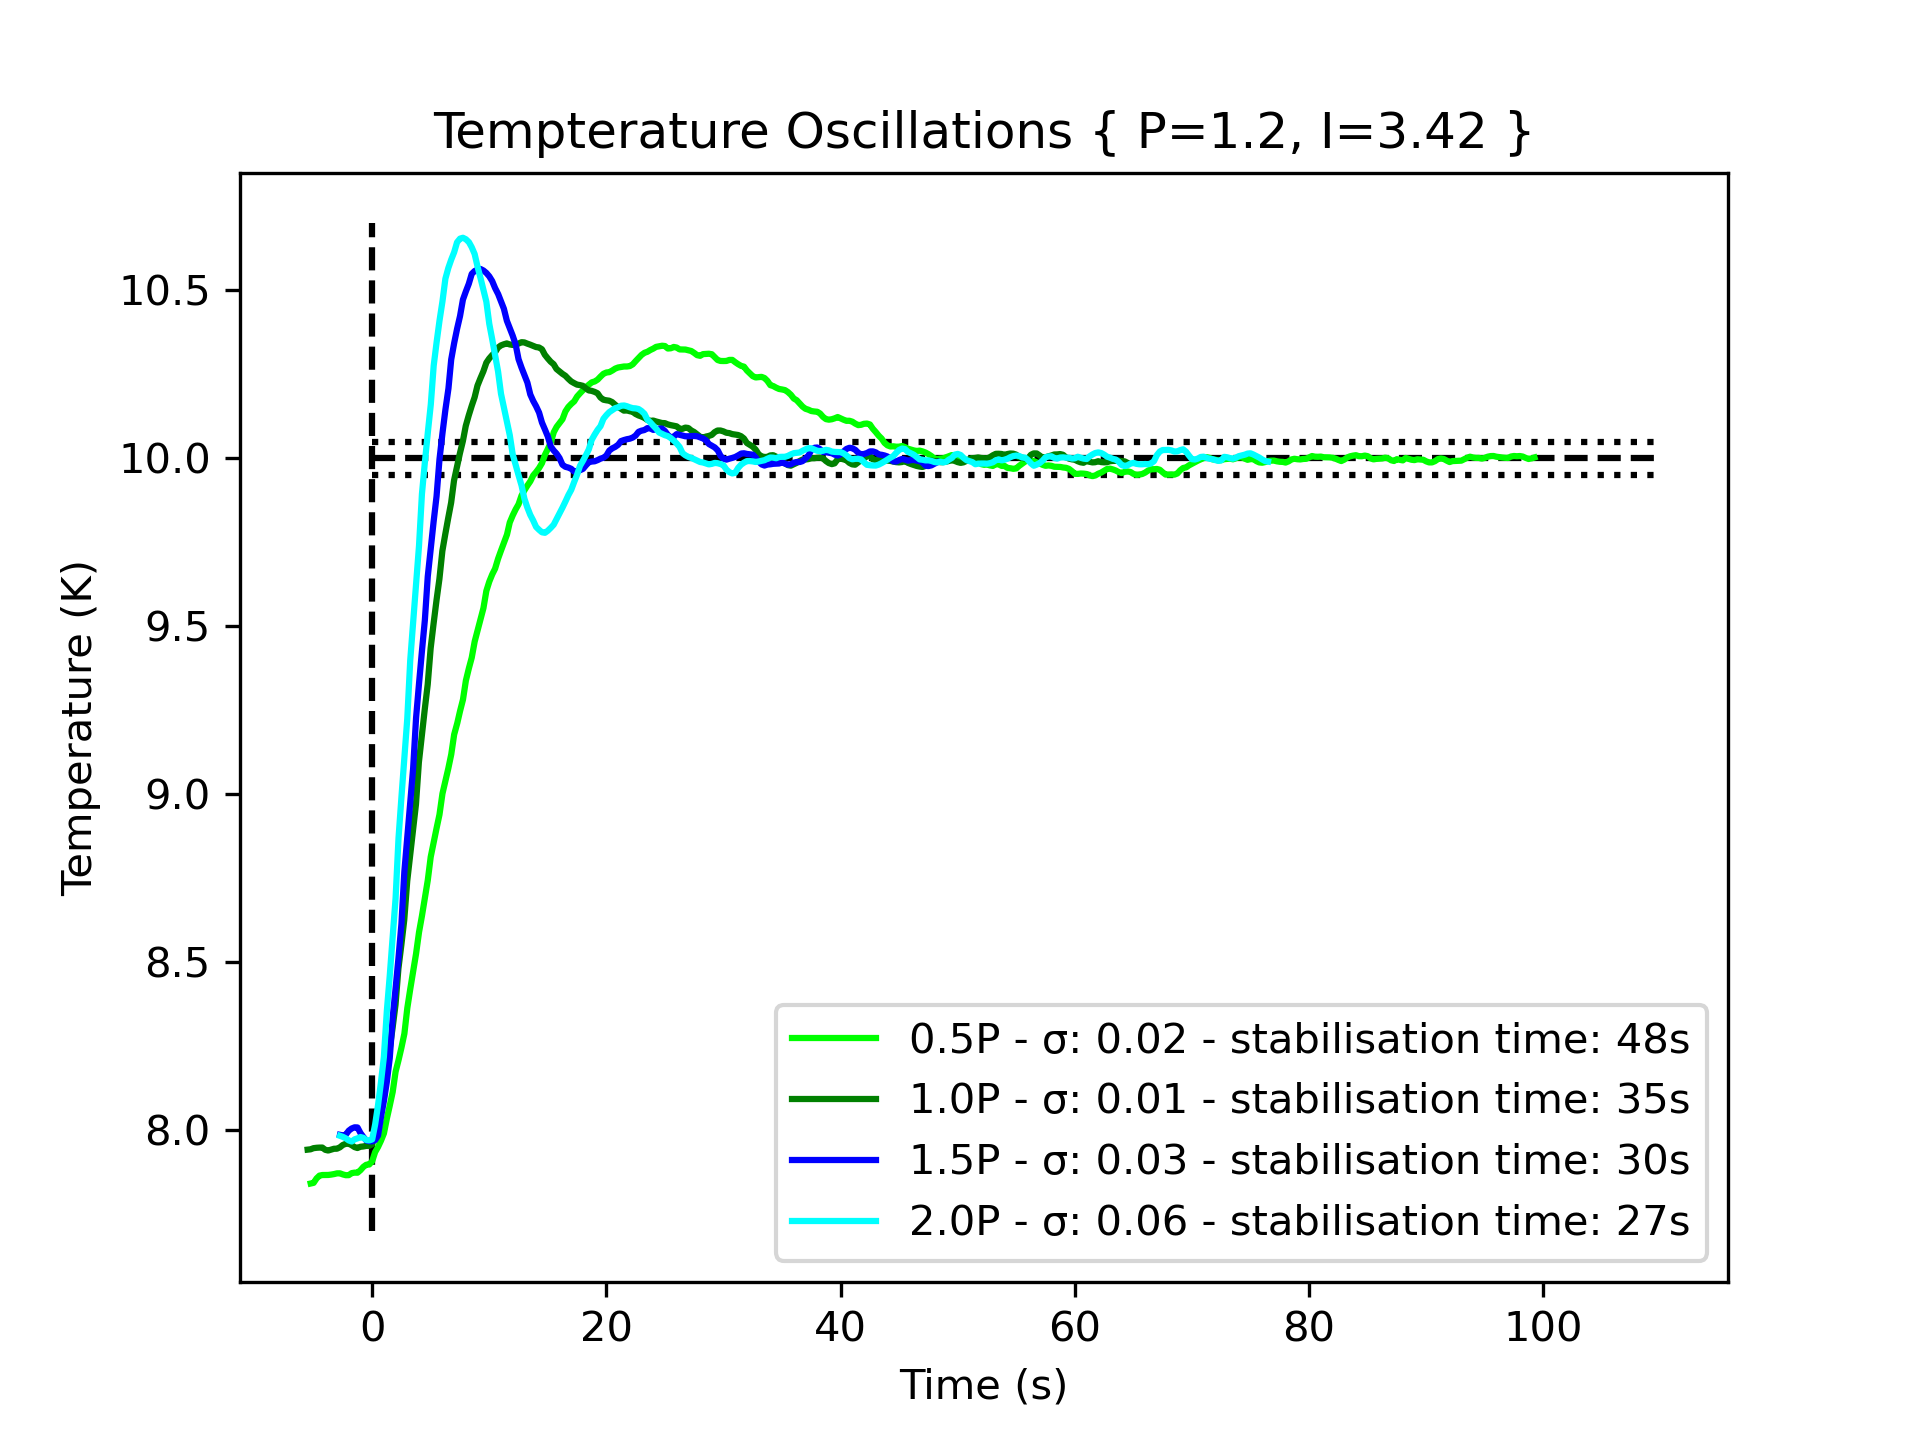 Tempterature Oscillations { P=1.2, I=3.42 }
Temperature (K)
10.5
10.0
9.5
9.0
8.5
8.0
0.5P - σ: 0.02 - stabilisation time: 48s
1.0P - σ: 0.01 - stabilisation time: 35s
1.5P - σ: 0.03 - stabilisation time: 30s
2.0P - σ: 0.06 - stabilisation time: 27s
0 20 40 60 80 100
Time (s)